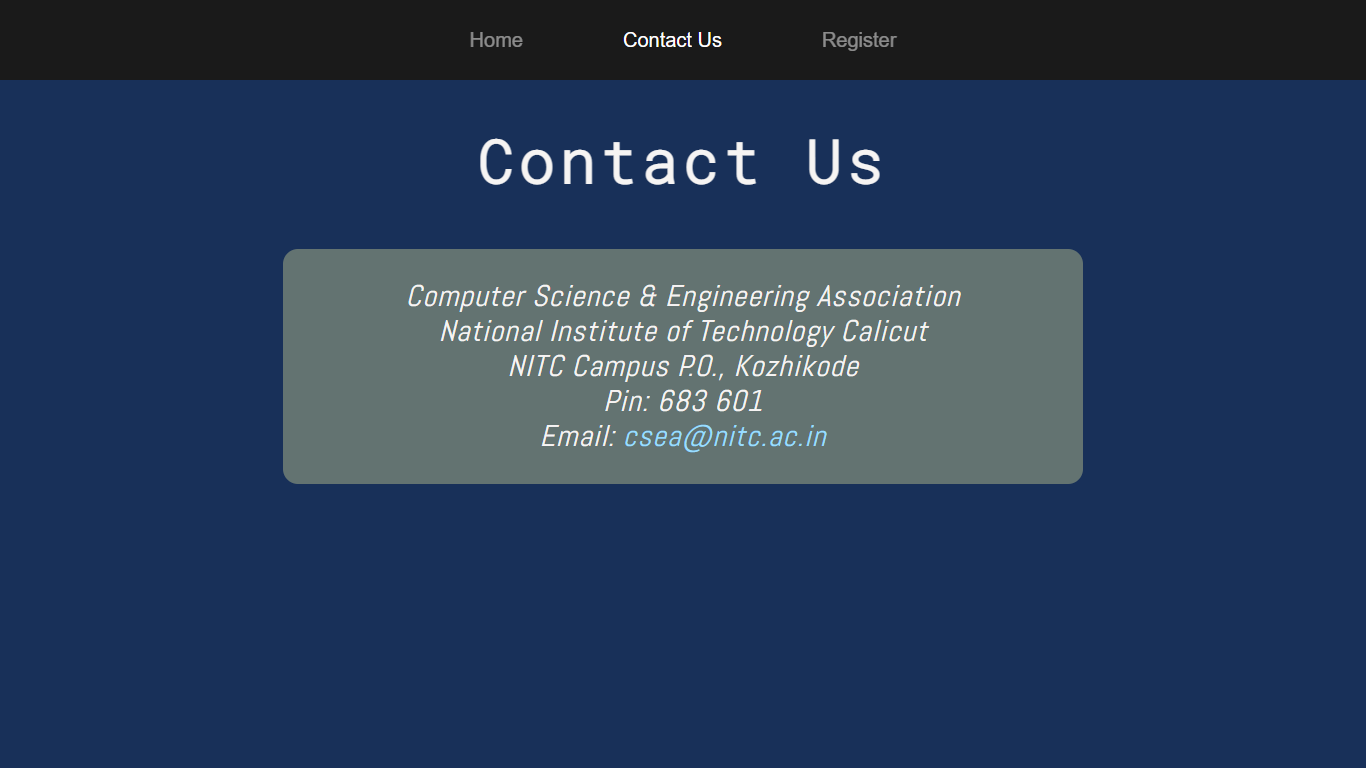 Home Contact Us Register
Contact Us
Computer Science & Engineering Association
National Institute of Technology Calicut
NITC Campus P.O., Kozhikode
Pin: 683 601
Email: csea@nitc.ac.in